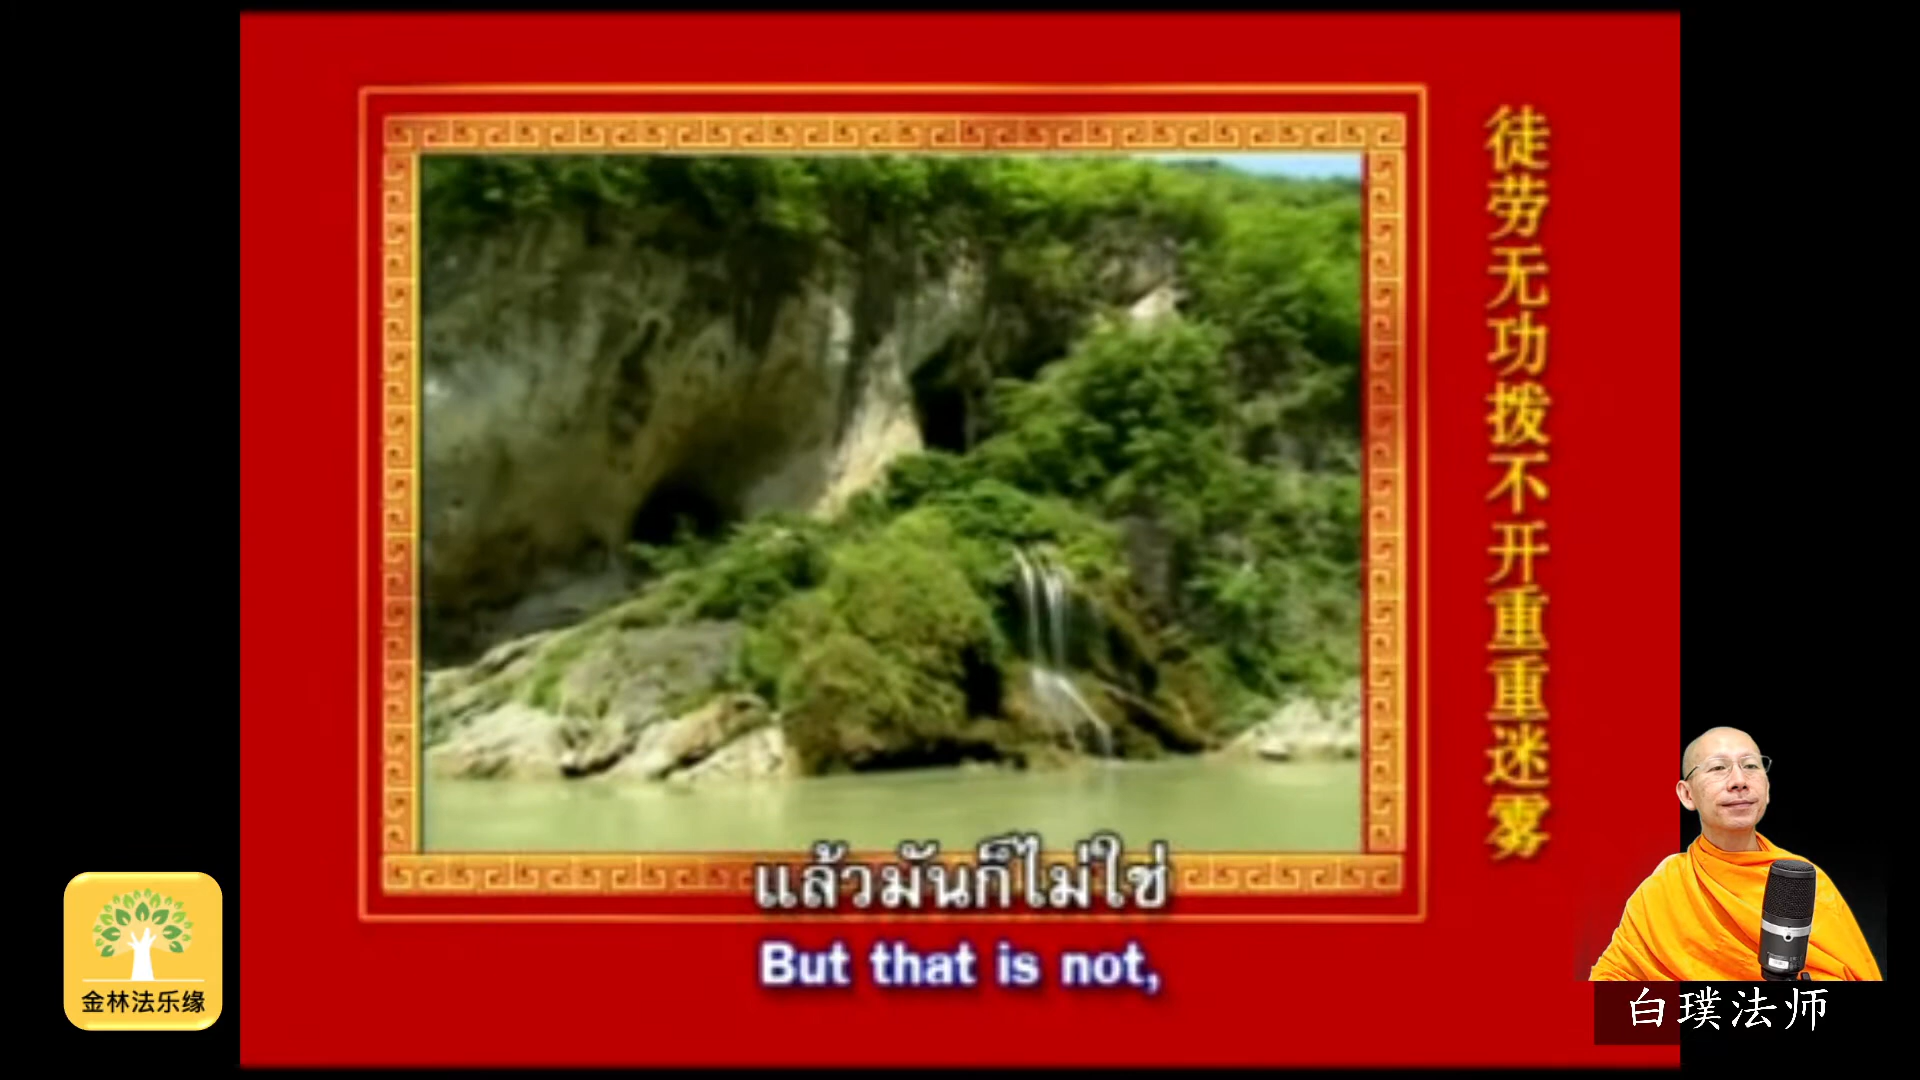 徒劳无功拨不开重重迷雾
แล้วมันก็ไม่ใช่
But that is not,
金林法乐缘
白璞法师